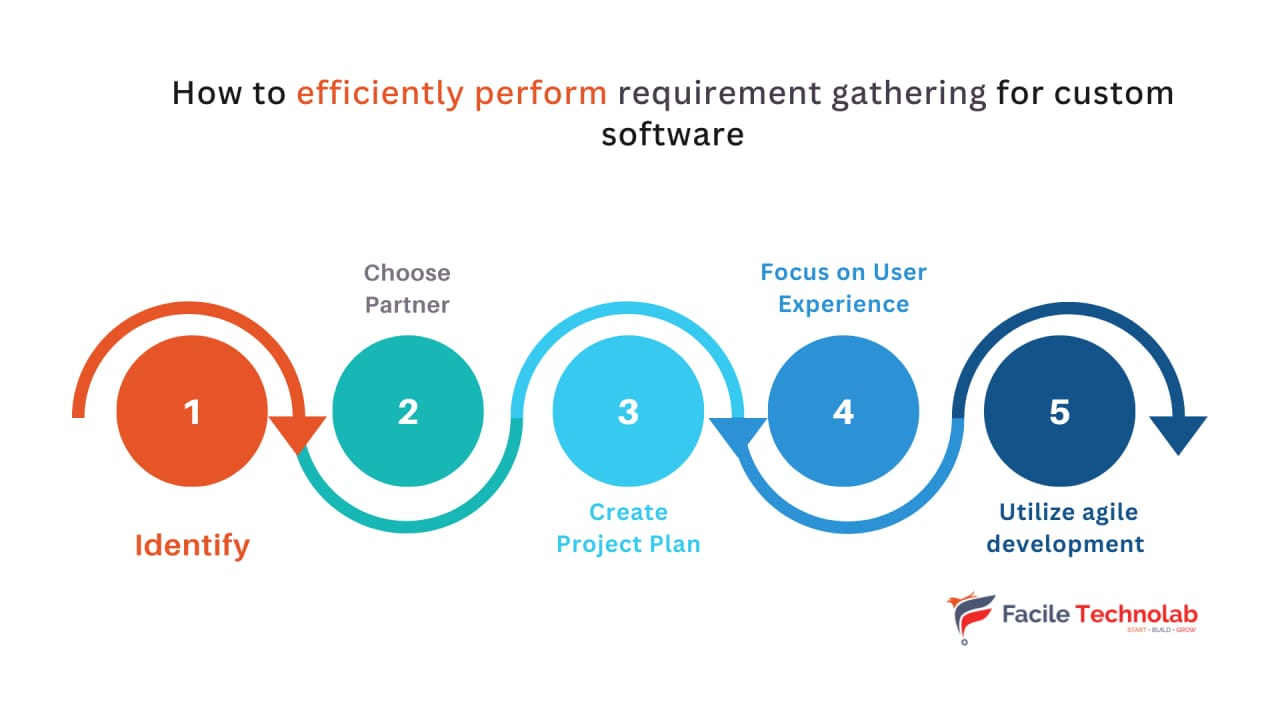 How to efficiently perform requirement gathering for custom
software
1
Identify
Choose
Partner
2
3
Create
Project Plan
Focus on User
Experience
4
5
Utilize agile
development
Facile Technolab
START • BUILD • GROW